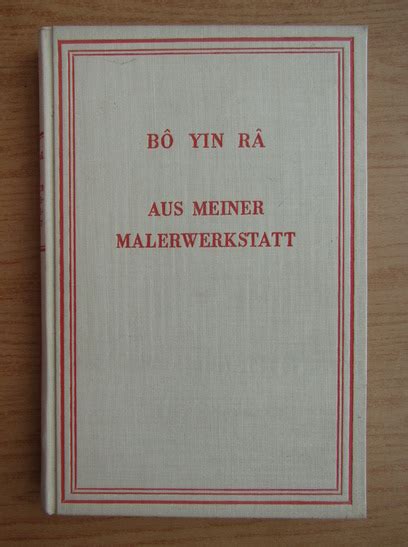 BÔ YIN RÂ
AUS MEINER
MALERWERKSTATT